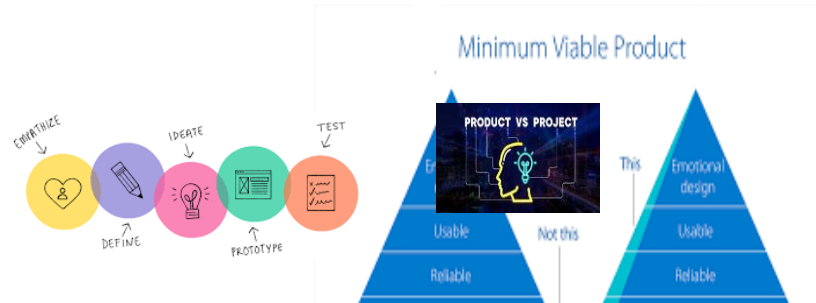 Minimum Viable Product
EMPATHIZE
DEFINE
IDEATE
PROTOTYPE
TEST
PRODUCT VS PROJECT
Usable
Reliable
Not this
This
Emotional
design
Usable
Reliable